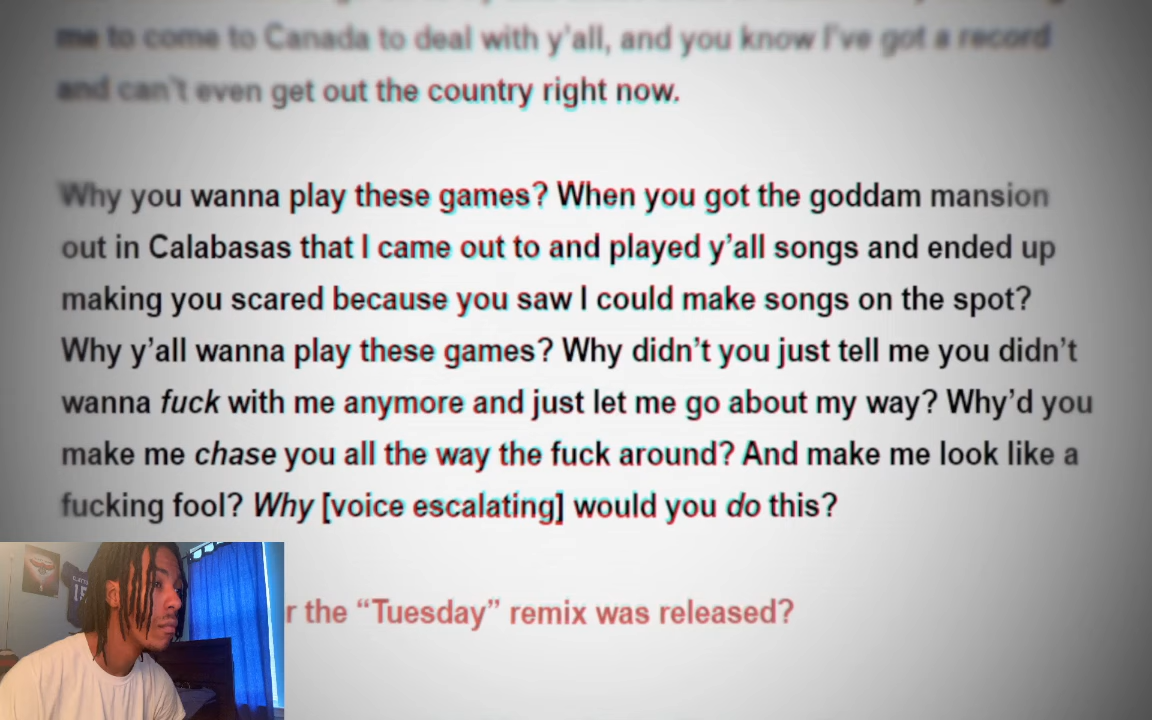 me to come to Canada to deal with y'all, and you know I've got a record
and can't even get out the country right now.
Why you wanna play these games? When you got the goddam mansion
out in Calabasas that I came out to and played y'all songs and ended up
making you scared because you saw I could make songs on the spot?
Why y'all wanna play these games? Why didn't you just tell me you didn't
wanna fuck with me anymore and just let me go about my way? Why'd you
make me chase you all the way the fuck around? And make me look like a
fucking fool? Why [voice escalating] would you do this?
r the “Tuesday” remix was released?